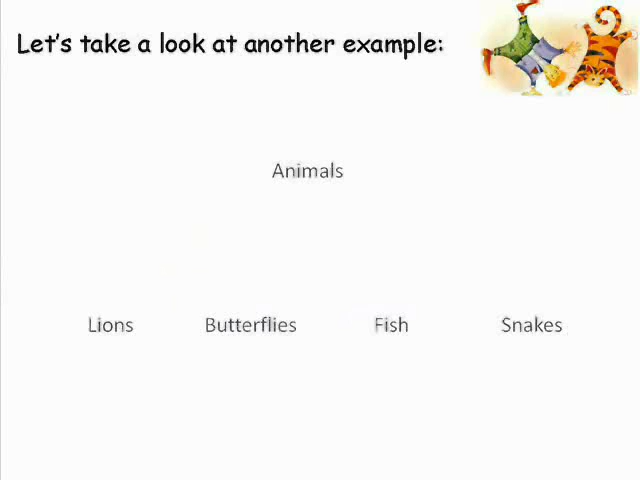 Let's take a look at another example:
Animals
Lions Butterflies Fish Snakes